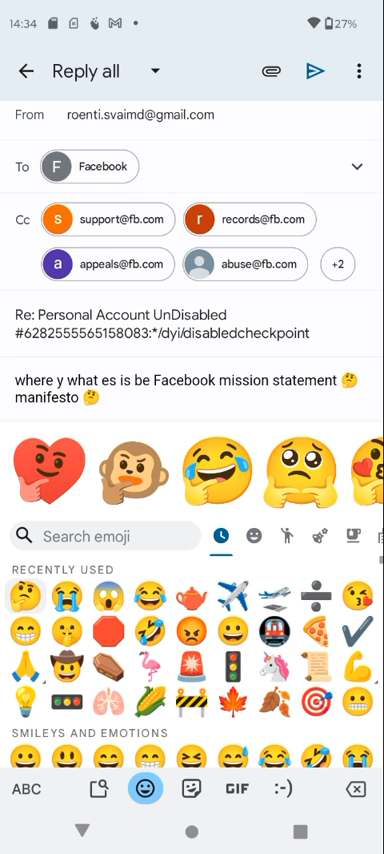 14:34
27%
Reply all
From roenti.svaimd@gmail.com
To F Facebook
Cc s support@fb.com r records@fb.com
a appeals@fb.com abuse@fb.com +2
Re: Personal Account UnDisabled
#6282555565158083:*/dyi/disabledcheckpoint
where y what es is be Facebook mission statement 🤔
manifesto 🤔
Search emoji
RECENTLY USED
SMILEYS AND EMOTIONS
ABC GIF :-)